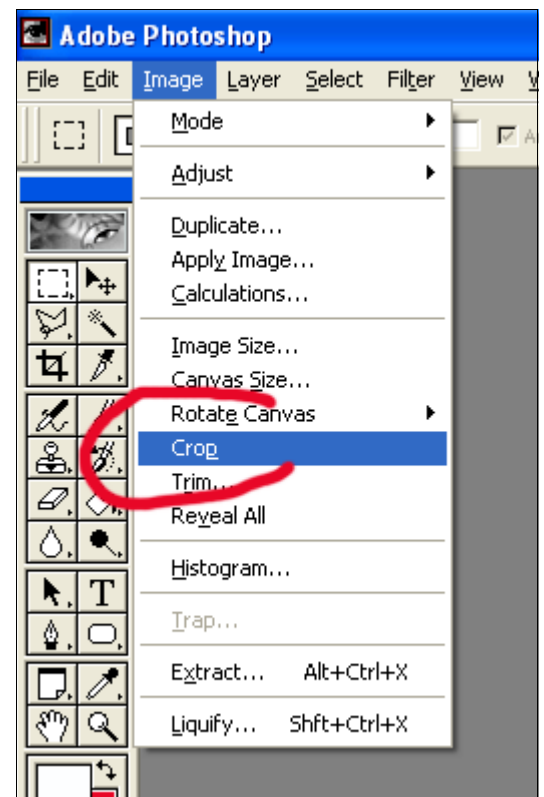 Adobe Photoshop
File Edit Image Layer Select Filter View
Mode
Adjust
Duplicate...
Apply Image...
Calculations...
Image Size...
Canvas Size...
Rotate Canvas
Crop
Trim...
Reveal All
Histogram...
Trap...
Extract... Alt+Ctrl+X
Liquify... Shft+Ctrl+X
T